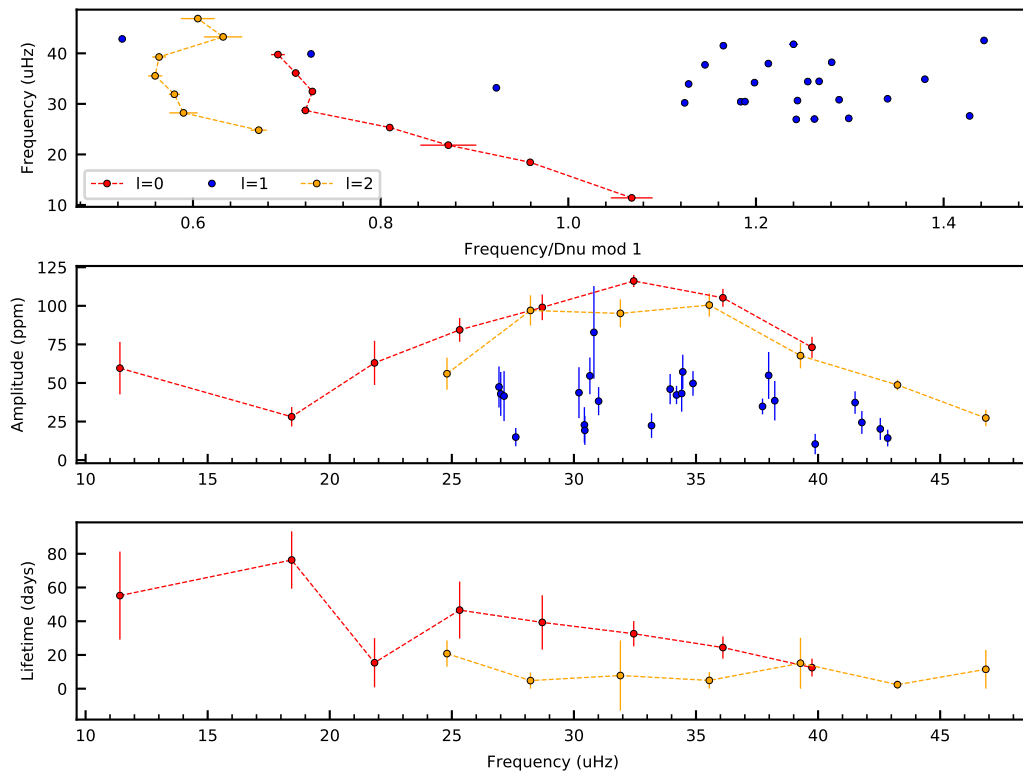 Frequency (uHz)
40
30
20
10
l=0 l=1 l=2
0.6 0.8 1.0 1.2 1.4
Frequency/Dnu mod 1
Amplitude (ppm)
125
100
75
50
25
0
10 15 20 25 30 35 40 45
Lifetime (days)
80
60
40
20
0
10 15 20 25 30 35 40 45
Frequency (uHz)